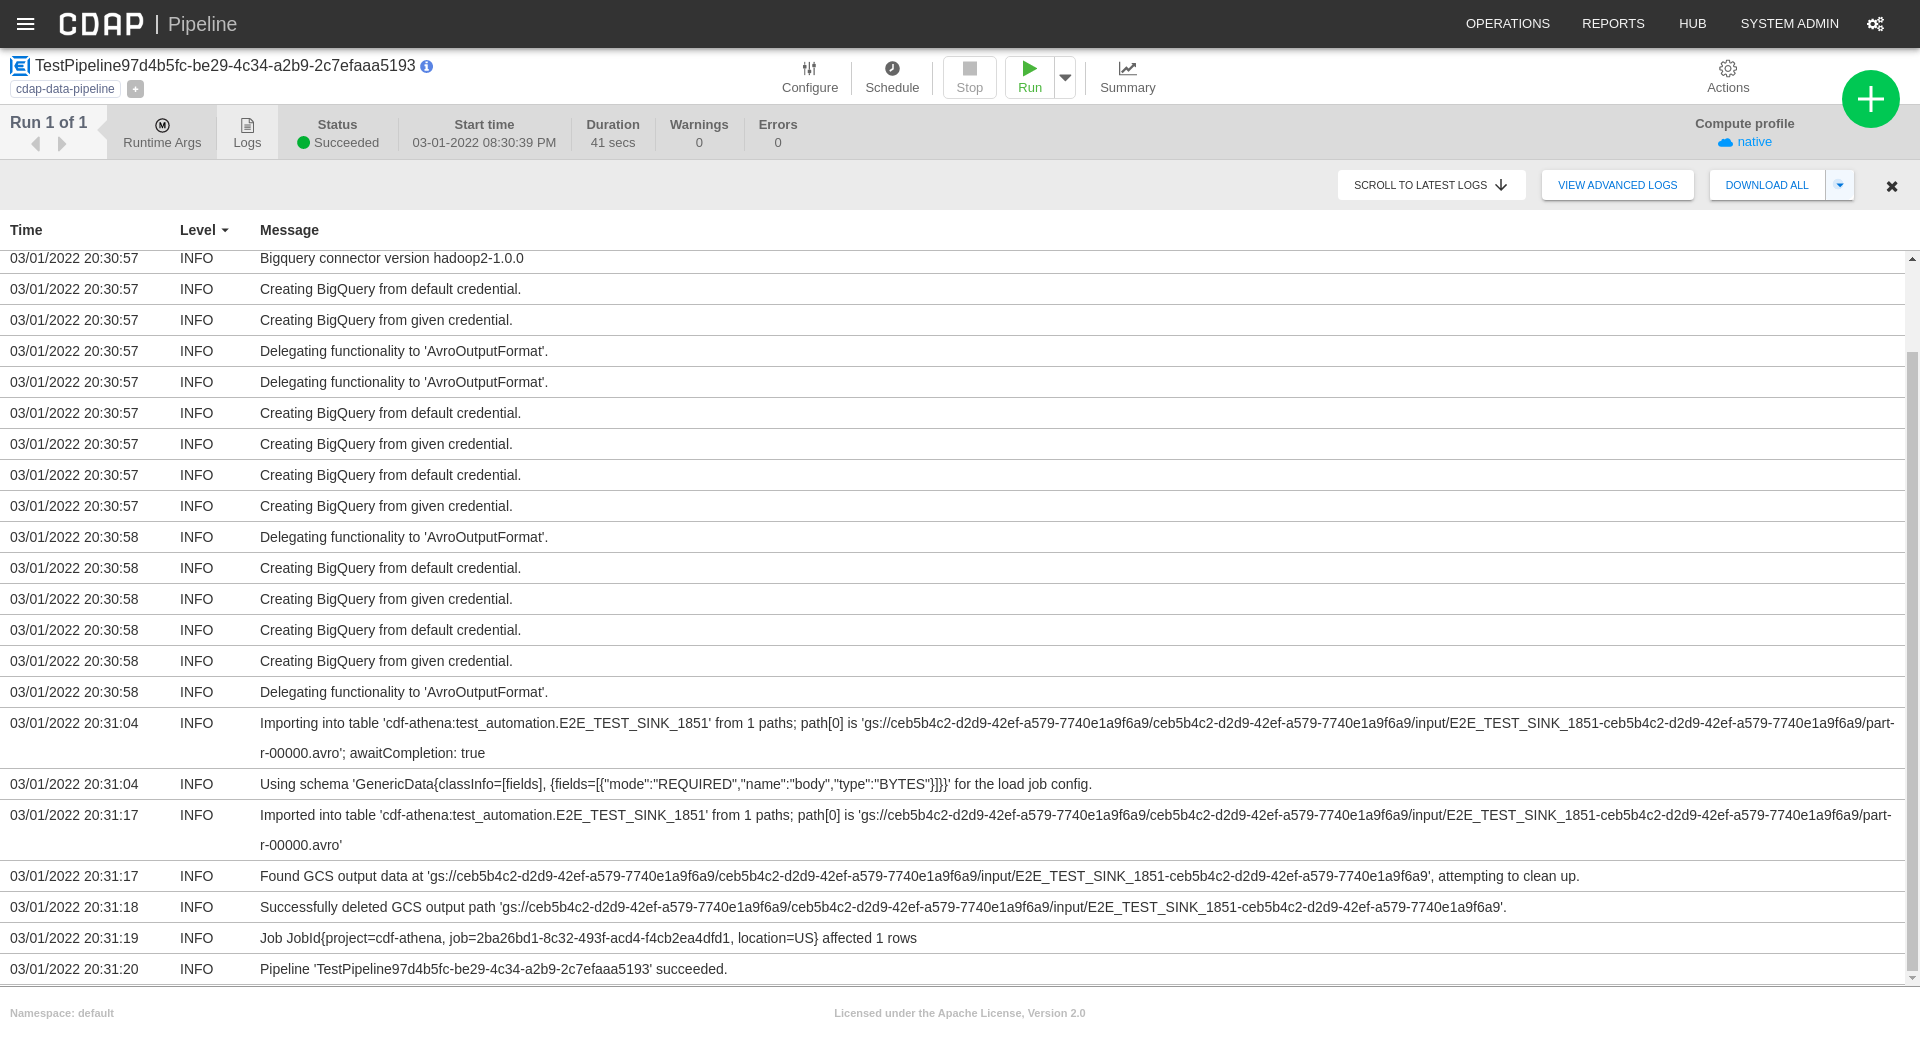 CDAP | Pipeline
OPERATIONS
REPORTS
HUB
SYSTEM ADMIN
TestPipeline97d4b5fc-be29-4c34-a2b9-2c7efaaa5193
cdap-data-pipeline
+
Configure
Schedule
Stop
Run
Summary
Actions
Run 1 of 1
Runtime Args
Logs
Status
Succeeded
Start time
03-01-2022 08:30:39 PM
Duration
41 secs
Warnings
0
Errors
0
Compute profile
native
SCROLL TO LATEST LOGS
VIEW ADVANCED LOGS
DOWNLOAD ALL
Time Level Message
03/01/2022 20:30:57 INFO Bigquery connector version hadoop2-1.0.0
03/01/2022 20:30:57 INFO Creating BigQuery from default credential.
03/01/2022 20:30:57 INFO Creating BigQuery from given credential.
03/01/2022 20:30:57 INFO Delegating functionality to 'AvroOutputFormat'.
03/01/2022 20:30:57 INFO Delegating functionality to 'AvroOutputFormat'.
03/01/2022 20:30:57 INFO Creating BigQuery from default credential.
03/01/2022 20:30:57 INFO Creating BigQuery from given credential.
03/01/2022 20:30:57 INFO Creating BigQuery from default credential.
03/01/2022 20:30:57 INFO Creating BigQuery from given credential.
03/01/2022 20:30:58 INFO Delegating functionality to 'AvroOutputFormat'.
03/01/2022 20:30:58 INFO Creating BigQuery from default credential.
03/01/2022 20:30:58 INFO Creating BigQuery from given credential.
03/01/2022 20:30:58 INFO Creating BigQuery from default credential.
03/01/2022 20:30:58 INFO Creating BigQuery from given credential.
03/01/2022 20:30:58 INFO Delegating functionality to 'AvroOutputFormat'.
03/01/2022 20:31:04 INFO Importing into table 'cdf-athena:test_automation.E2E_TEST_SINK_1851' from 1 paths; path[0] is 'gs://ceb5b4c2-d2d9-42ef-a579-7740e1a9f6a9/ceb5b4c2-d2d9-42ef-a579-7740e1a9f6a9/input/E2E_TEST_SINK_1851-ceb5b4c2-d2d9-42ef-a579-7740e1a9f6a9/part-
r-00000.avro'; awaitCompletion: true
03/01/2022 20:31:04 INFO Using schema 'GenericData{classInfo=[fields], {fields=[{"mode":"REQUIRED","name":"body","type":"BYTES"}]}}' for the load job config.
03/01/2022 20:31:17 INFO Imported into table 'cdf-athena:test_automation.E2E_TEST_SINK_1851' from 1 paths; path[0] is 'gs://ceb5b4c2-d2d9-42ef-a579-7740e1a9f6a9/ceb5b4c2-d2d9-42ef-a579-7740e1a9f6a9/input/E2E_TEST_SINK_1851-ceb5b4c2-d2d9-42ef-a579-7740e1a9f6a9/part-
r-00000.avro'
03/01/2022 20:31:17 INFO Found GCS output data at 'gs://ceb5b4c2-d2d9-42ef-a579-7740e1a9f6a9/ceb5b4c2-d2d9-42ef-a579-7740e1a9f6a9/input/E2E_TEST_SINK_1851-ceb5b4c2-d2d9-42ef-a579-7740e1a9f6a9', attempting to clean up.
03/01/2022 20:31:18 INFO Successfully deleted GCS output path 'gs://ceb5b4c2-d2d9-42ef-a579-7740e1a9f6a9/ceb5b4c2-d2d9-42ef-a579-7740e1a9f6a9/input/E2E_TEST_SINK_1851-ceb5b4c2-d2d9-42ef-a579-7740e1a9f6a9'.
03/01/2022 20:31:19 INFO Job JobId{project=cdf-athena, job=2ba26bd1-8c32-493f-acd4-f4cb2ea4dfd1, location=US} affected 1 rows
03/01/2022 20:31:20 INFO Pipeline 'TestPipeline97d4b5fc-be29-4c34-a2b9-2c7efaaa5193' succeeded.
Namespace: default
Licensed under the Apache License, Version 2.0